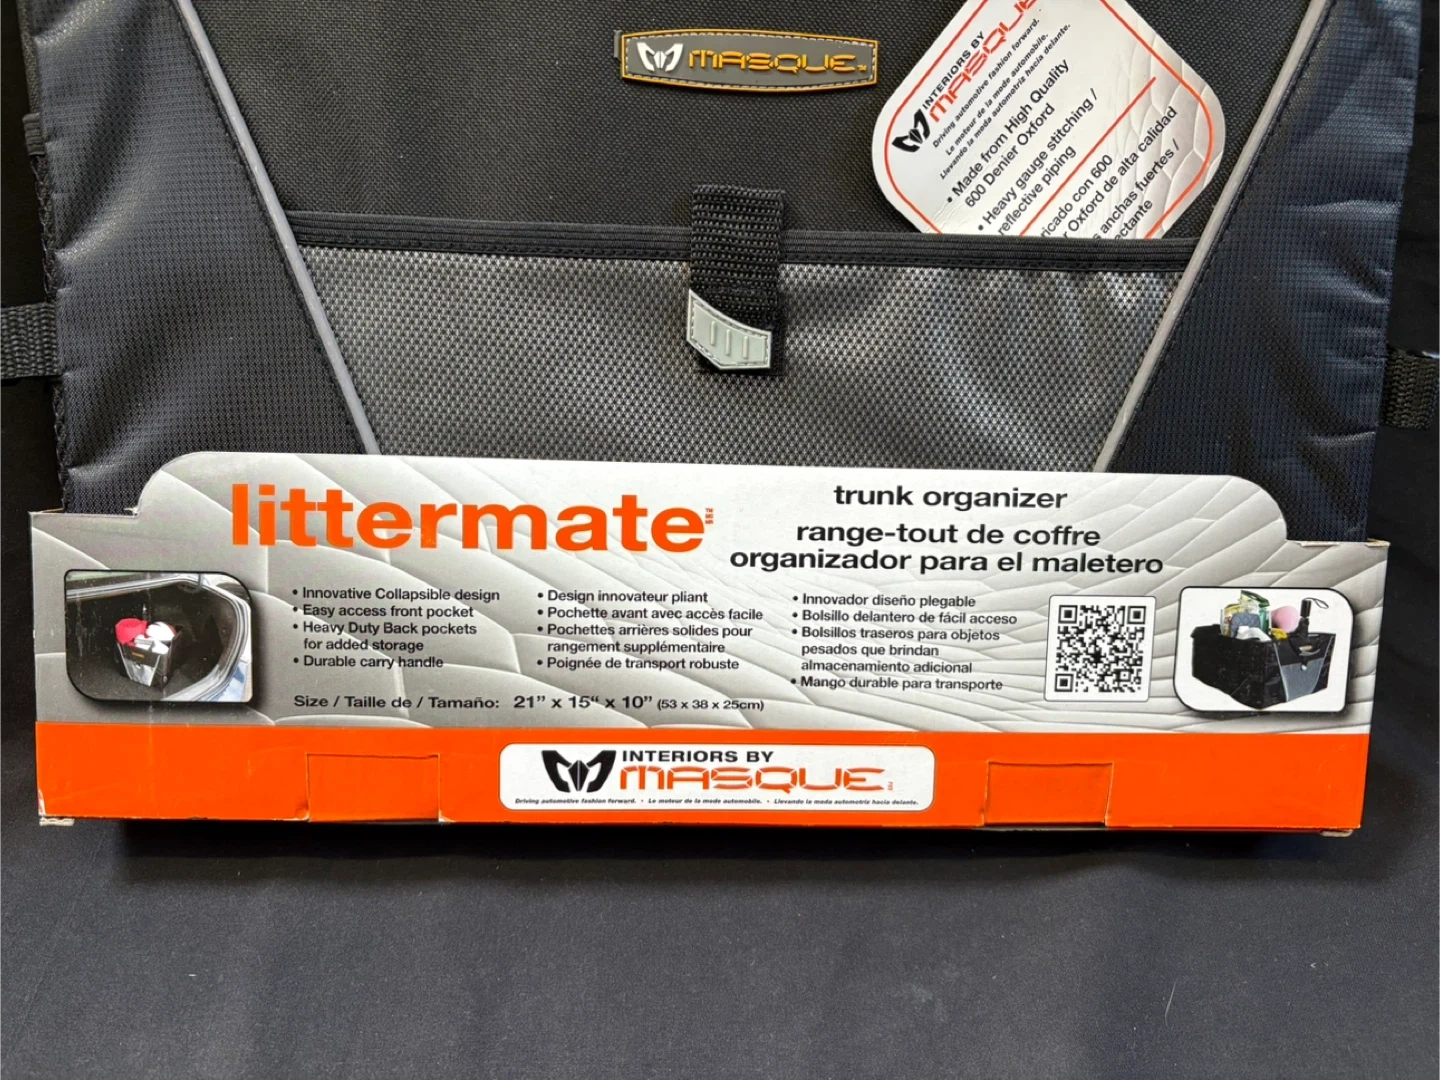 MASQUE™
INTERIORS BY
MASQUE
Driving automotive fashion forward.
Le moteur de la mode automobile.
Llevando la moda automotriz hacia delante.
• Made from High Quality
600 Denier Oxford
• Heavy gauge stitching /
reflective piping
ricado con 600
r Oxford de alta calidad
s anchas fuertes /
ectante
littermate
trunk organizer
range-tout de coffre
organizador para el maletero
• Innovative Collapsible design
• Easy access front pocket
• Heavy Duty Back pockets
for added storage
• Durable carry handle
• Design innovateur pliant
• Pochette avant avec accès facile
• Pochettes arrières solides pour
rangement supplémentaire
• Poignée de transport robuste
• Innovador diseño plegable
• Bolsillo delantero de fácil acceso
• Bolsillos traseros para objetos
pesados que brindan
almacenamiento adicional
• Mango durable para transporte
Size / Taille de / Tamaño: 21” x 15“ x 10” (53 x 38 x 25cm)
INTERIORS BY
MASQUE
Driving automotive fashion forward. • Le moteur de la mode automobile. • Llevando la moda automotriz hacia delante.